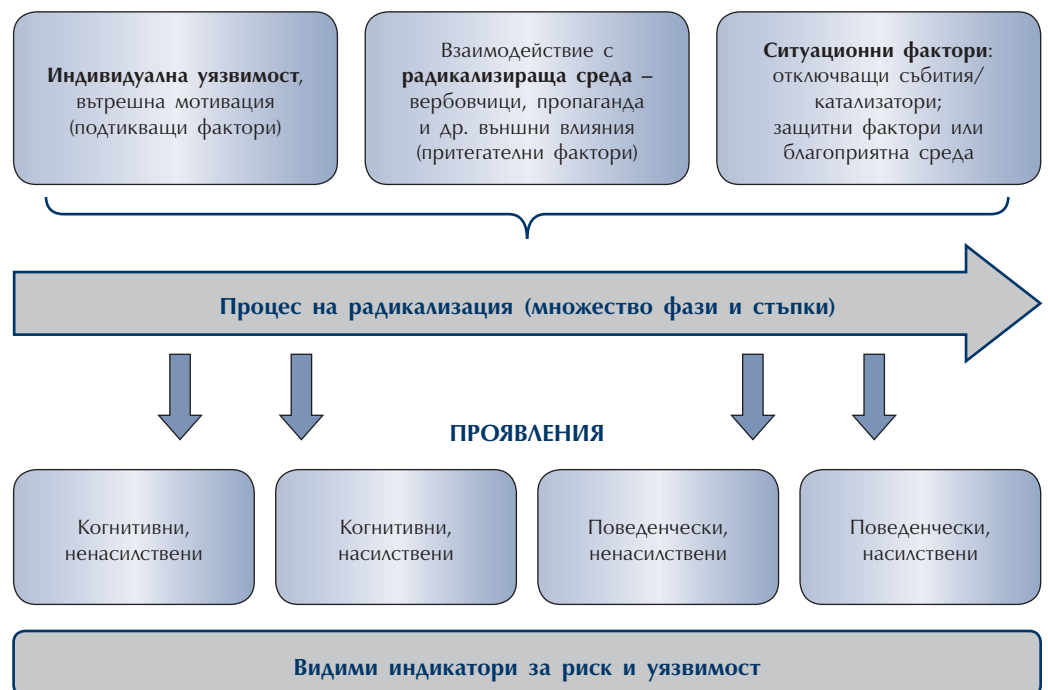 Индивидуална уязвимост,
вътрешна мотивация
(подтикващи фактори)
Взаимодействие с
радикализираща среда –
вербовчици, пропаганда
и др. външни влияния
(притегателни фактори)
Ситуационни фактори:
отключващи събития/
катализатори;
защитни фактори или
благоприятна среда
Процес на радикализация (множество фази и стъпки)
ПРОЯВЛЕНИЯ
Когнитивни,
ненасилствени
Когнитивни,
насилствени
Поведенчески,
ненасилствени
Поведенчески,
насилствени
Видими индикатори за риск и уязвимост